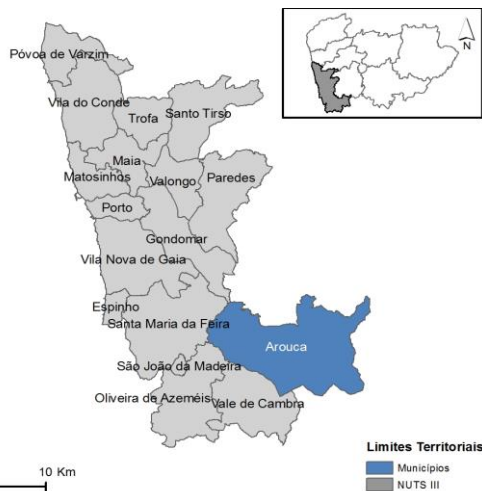 N
Póvoa de Varzim
Vila do Conde
Trofa
Santo Tirso
Maia
Matosinhos
Valongo
Paredes
Porto
Gondomar
Vila Nova de Gaia
Espinho
Santa Maria da Feira
Arouca
São João da Madeira
Oliveira de Azeméis
Vale de Cambra
10 Km
Limites Territoriais
Municípios
NUTS III